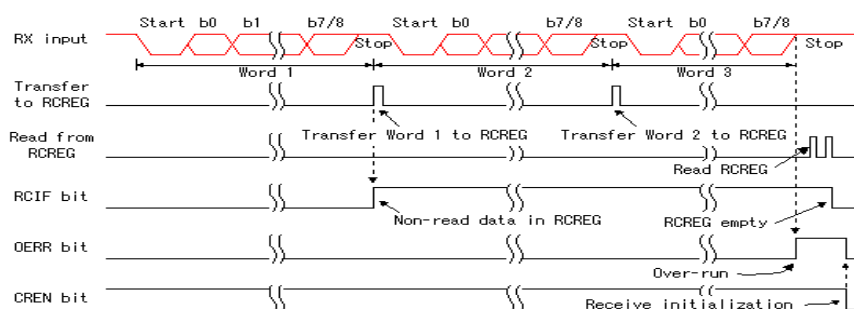 Start b0 b1 b7/8 Start b0 b7/8 Start b0 b7/8
RX input Stop Stop Stop
Word 1 Word 2 Word 3
Transfer
to RCREG
Transfer Word 1 to RCREG Transfer Word 2 to RCREG
Read from
RCREG
Read RCREG
RCIF bit
Non-read data in RCREG RCREG empty
OERR bit
Over-run
CREN bit
Receive initialization